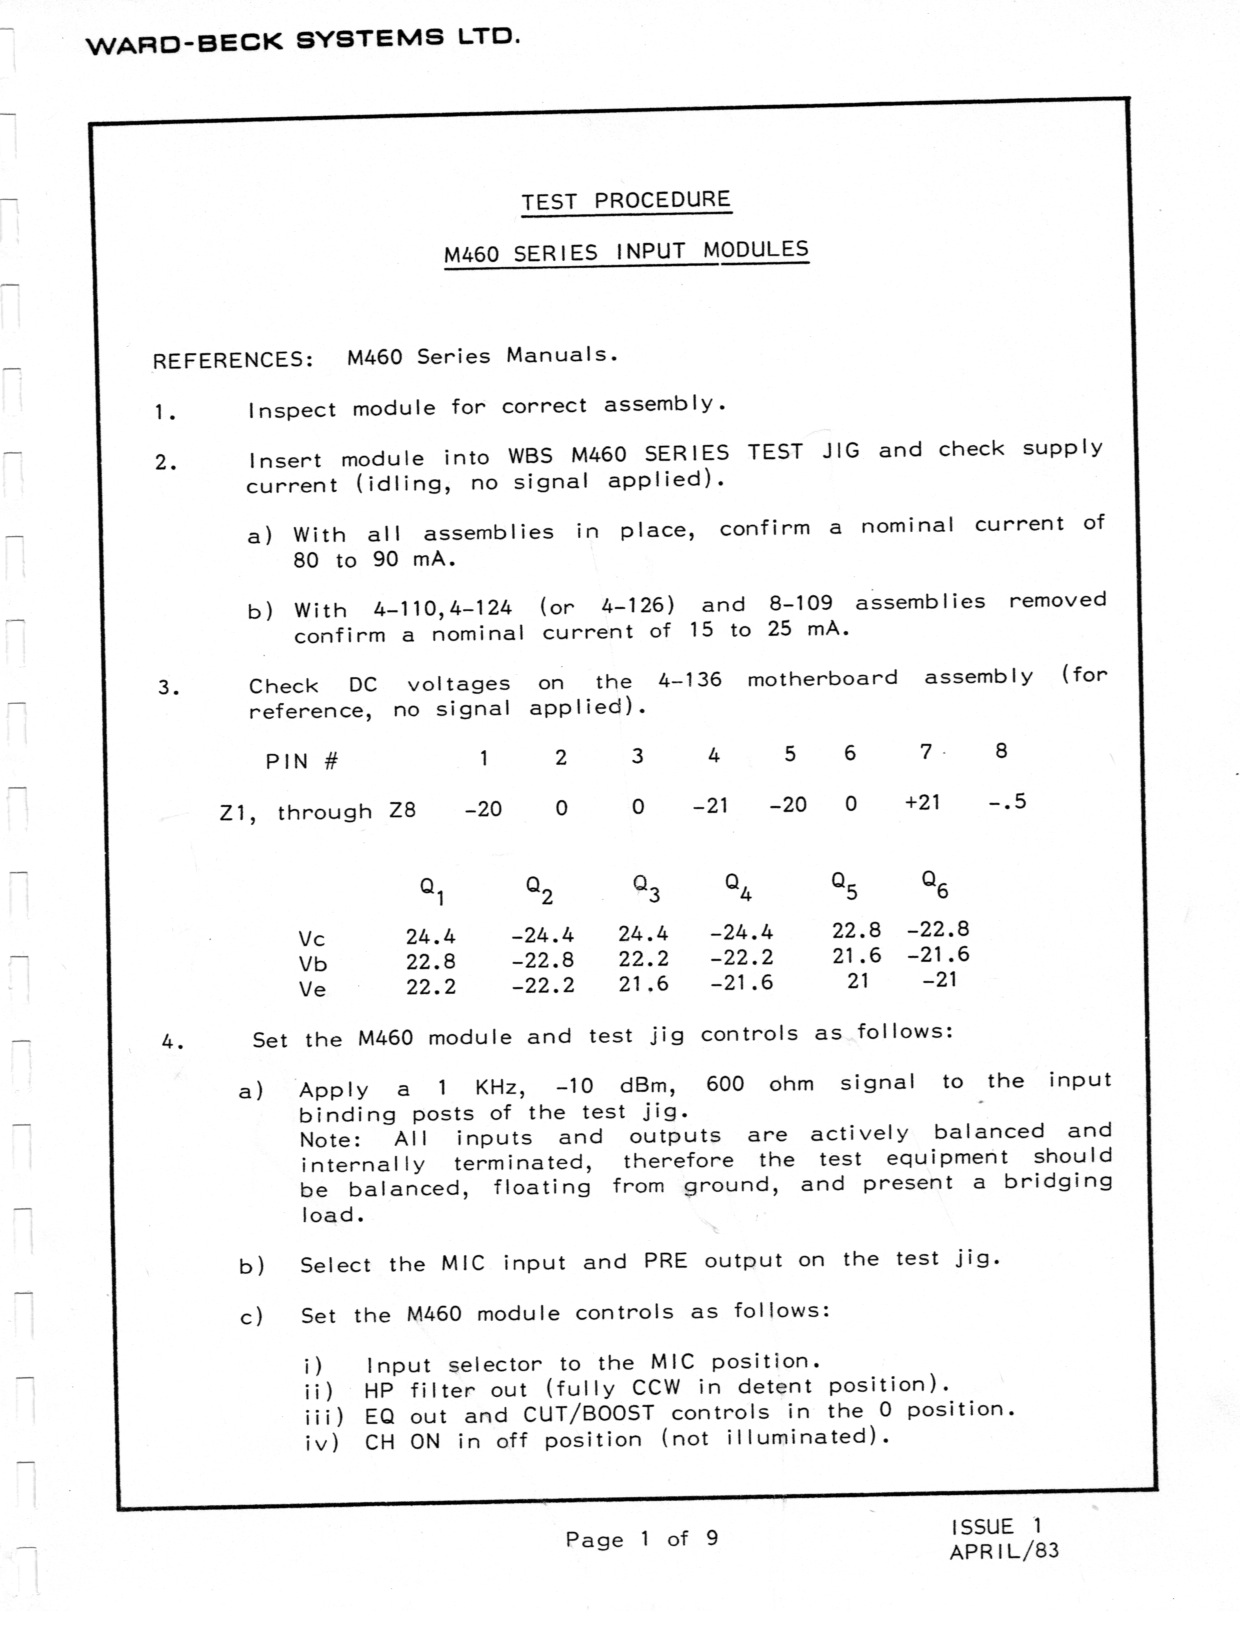 WARD-BECK SYSTEMS LTD.
TEST PROCEDURE
M460 SERIES INPUT MODULES
REFERENCES: M460 Series Manuals.
1. Inspect module for correct assembly.
2. Insert module into WBS M460 SERIES TEST JIG and check supply
current (idling, no signal applied).
a) With all assemblies in place, confirm a nominal current of
80 to 90 mA.
b) With 4-110,4-124 (or 4-126) and 8-109 assemblies removed
confirm a nominal current of 15 to 25 mA.
3. Check DC voltages on the 4-136 motherboard assembly (for
reference, no signal applied).
PIN # 1 2 3 4 5 6 7 8
Z1, through Z8 -20 0 0 -21 -20 0 +21 -.5
Q1 Q2 Q3 Q4 Q5 Q6
Vc 24.4 -24.4 24.4 -24.4 22.8 -22.8
Vb 22.8 -22.8 22.2 -22.2 21.6 -21.6
Ve 22.2 -22.2 21.6 -21.6 21 -21
4. Set the M460 module and test jig controls as follows:
a) Apply a 1 KHz, -10 dBm, 600 ohm signal to the input
binding posts of the test jig.
Note: All inputs and outputs are actively balanced and
internally terminated, therefore the test equipment should
be balanced, floating from ground, and present a bridging
load.
b) Select the MIC input and PRE output on the test jig.
c) Set the M460 module controls as follows:
i) Input selector to the MIC position.
ii) HP filter out (fully CCW in detent position).
iii) EQ out and CUT/BOOST controls in the 0 position.
iv) CH ON in off position (not illuminated).
Page 1 of 9
ISSUE 1
APRIL/83